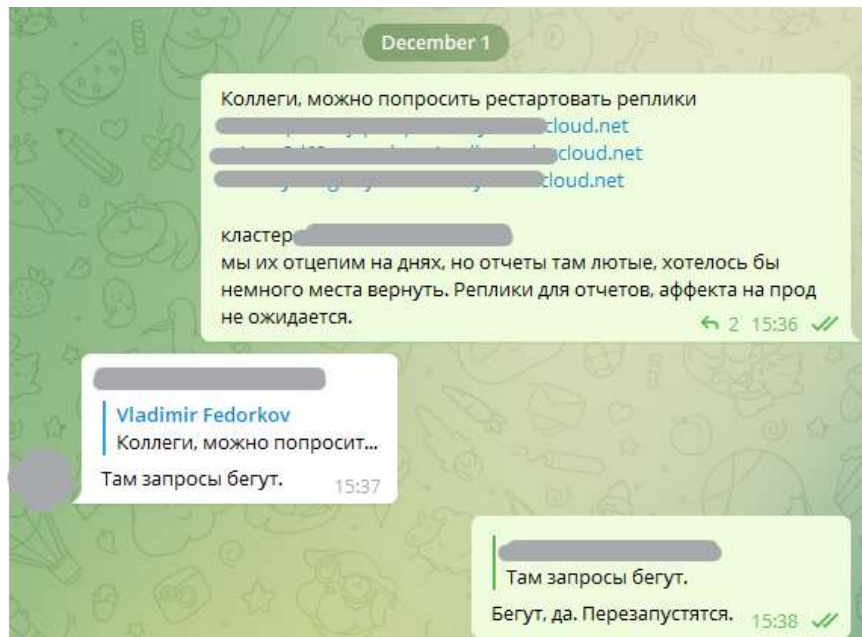 December 1
Коллеги, можно попросить рестартовать реплики
cloud.net
cloud.net
cloud.net
кластер
мы их отцепим на днях, но отчеты там лютые, хотелось бы
немного места вернуть. Реплики для отчетов, аффекта на прод
не ожидается.
2 15:36
Vladimir Fedorkov
Коллеги, можно попросит...
Там запросы бегут.
15:37
Там запросы бегут.
Бегут, да. Перезапустятся.
15:38